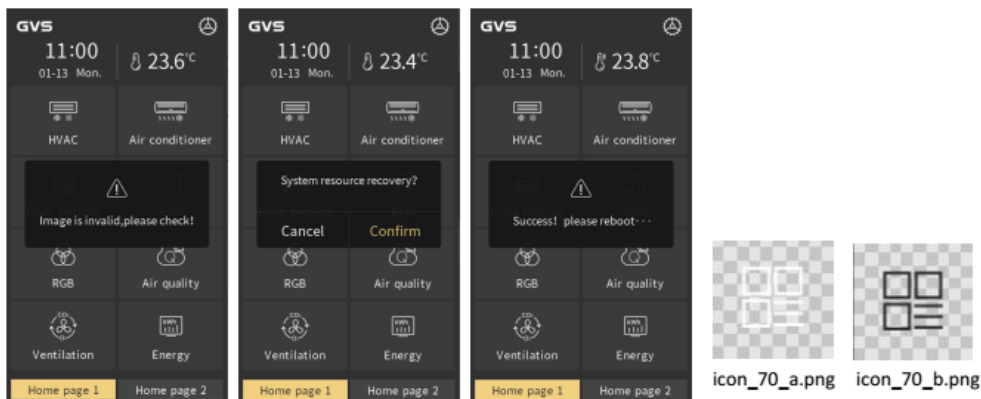 GVS
11:00
01-13 Mon.
23.6℃
HVAC
Air conditioner
Image is invalid,please check!
RGB
Air quality
Ventilation
Energy
Home page 1
Home page 2
GVS
11:00
01-13 Mon.
23.4℃
HVAC
Air conditioner
System resource recovery?
Cancel
Confirm
RGB
Air quality
Ventilation
Energy
Home page 1
Home page 2
GVS
11:00
01-13 Mon.
23.8℃
HVAC
Air conditioner
Success! please reboot···
RGB
Air quality
Ventilation
Energy
Home page 1
Home page 2
icon_70_a.png
icon_70_b.png